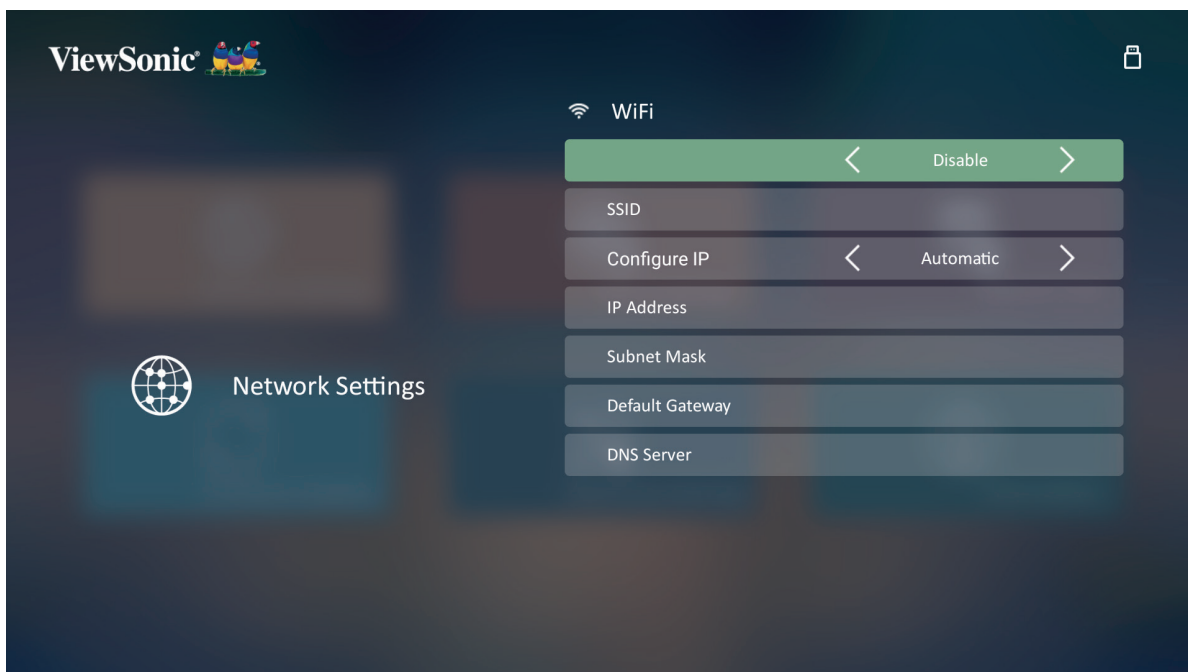 ViewSonic®
WiFi
Disable
SSID
Configure IP Automatic
IP Address
Subnet Mask
Default Gateway
DNS Server
Network Settings